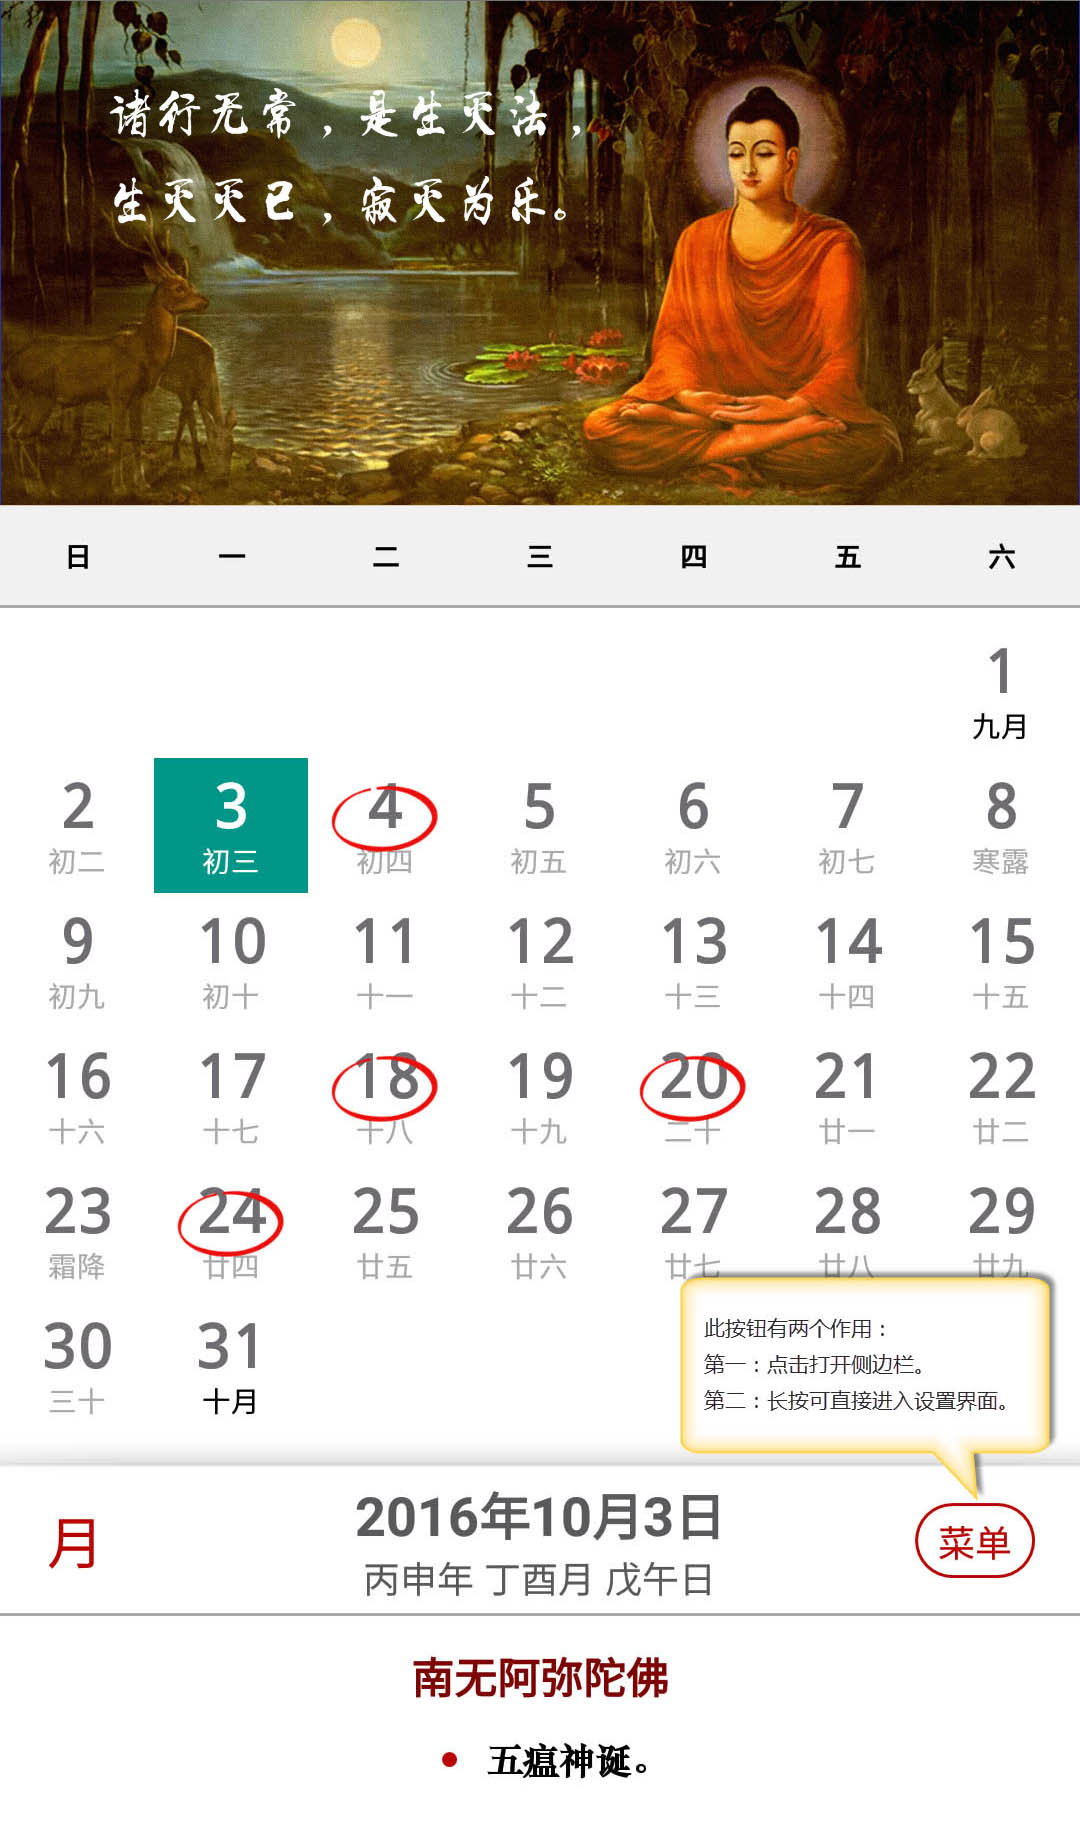 诸行无常，是生灭法，
生灭灭已，寂灭为乐。
日 一 二 三 四 五 六
1
九月
2 3 4 5 6 7 8
初二 初三 初四 初五 初六 初七 寒露
9 10 11 12 13 14 15
初九 初十 十一 十二 十三 十四 十五
16 17 18 19 20 21 22
十六 十七 十八 十九 二十 廿一 廿二
23 24 25 26 27 28 29
霜降 廿四 廿五 廿六 廿七 廿八 廿九
30 31
三十 十月
此按钮有两个作用：
第一：点击打开侧边栏。
第二：长按可直接进入设置界面。
月
2016年10月3日
丙申年 丁酉月 戊午日
菜单
南无阿弥陀佛
五瘟神诞。